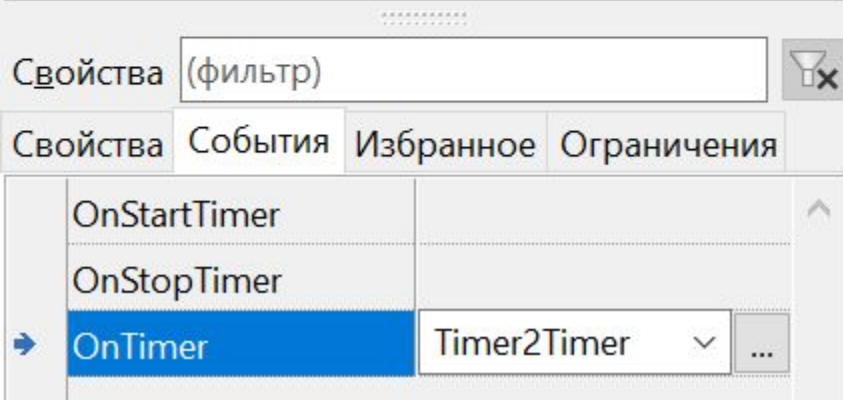 Свойства (фильтр)
Свойства События Избранное Ограничения
OnStartTimer
OnStopTimer
OnTimer Timer2Timer ...